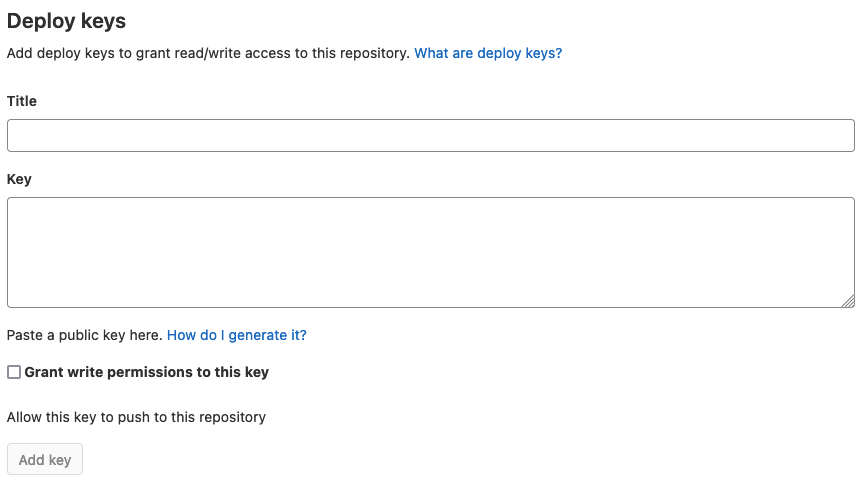 Deploy keys
Add deploy keys to grant read/write access to this repository. What are deploy keys?
Title
Key
Paste a public key here. How do I generate it?
Grant write permissions to this key
Allow this key to push to this repository
Add key